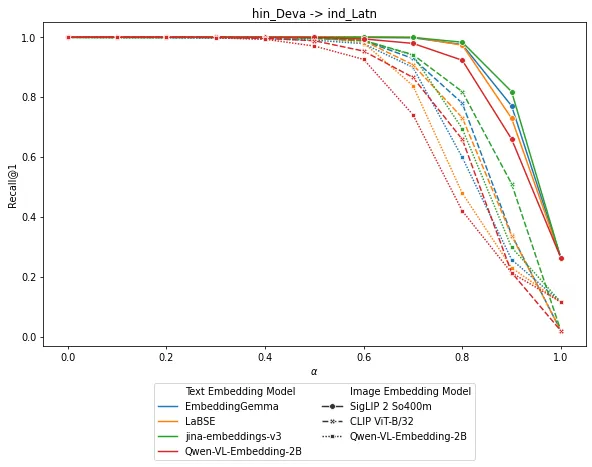 hin_Deva -> ind_Latn
Recall@1
1.0
0.8
0.6
0.4
0.2
0.0
0.0 0.2 0.4 0.6 0.8 1.0
α
Text Embedding Model
EmbeddingGemma
LaBSE
jina-embeddings-v3
Qwen-VL-Embedding-2B
Image Embedding Model
SigLIP 2 So400m
CLIP ViT-B/32
Qwen-VL-Embedding-2B